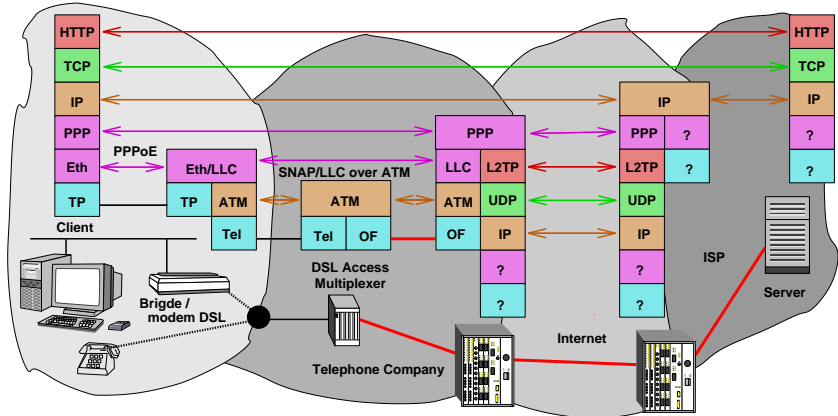 HTTP
HTTP
TCP
TCP
IP
IP
IP
PPP
PPP
PPP
?
?
PPPoE
Eth
Eth/LLC
SNAP/LLC over ATM
LLC
L2TP
L2TP
?
?
TP
TP
ATM
ATM
ATM
UDP
UDP
Client
Tel
Tel
OF
OF
IP
IP
DSL Access
Multiplexer
?
?
ISP
Server
Brigde /
modem DSL
?
?
Internet
Telephone Company